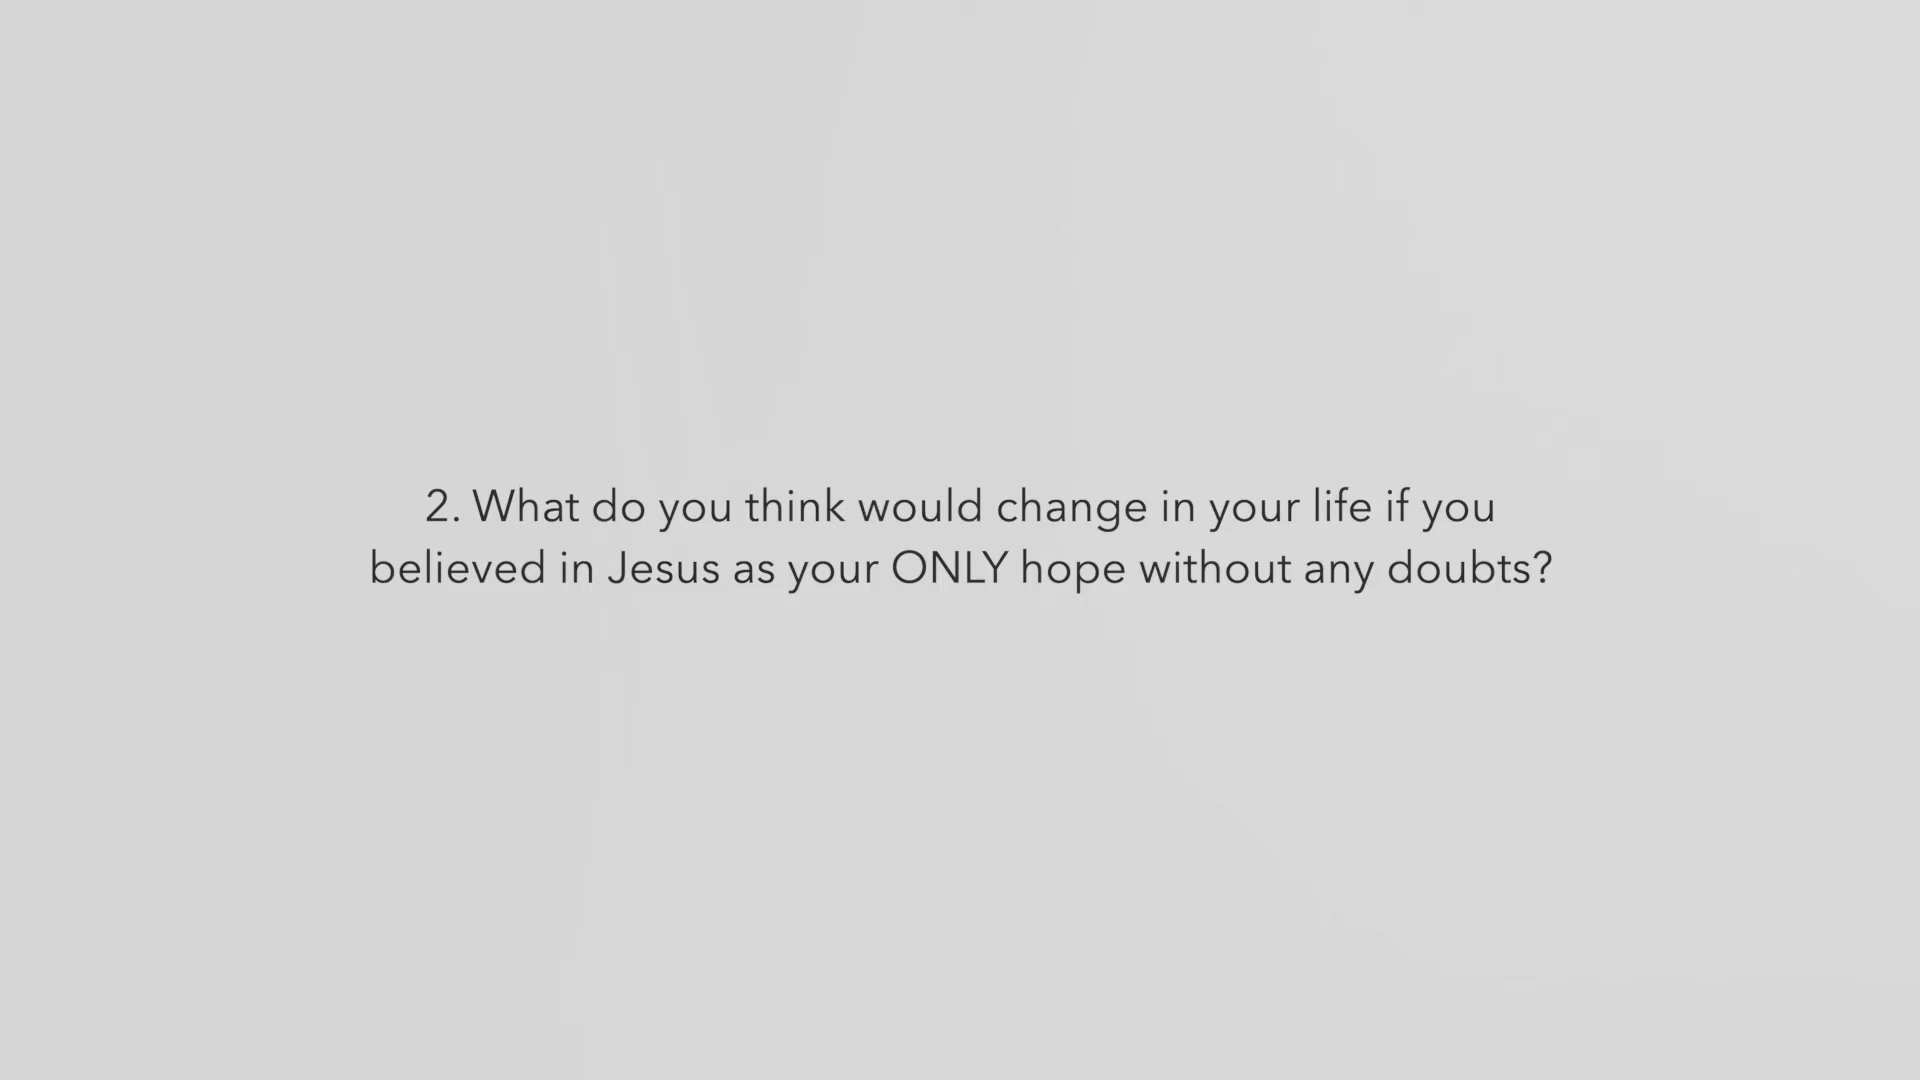 2. What do you think would change in your life if you
believed in Jesus as your ONLY hope without any doubts?